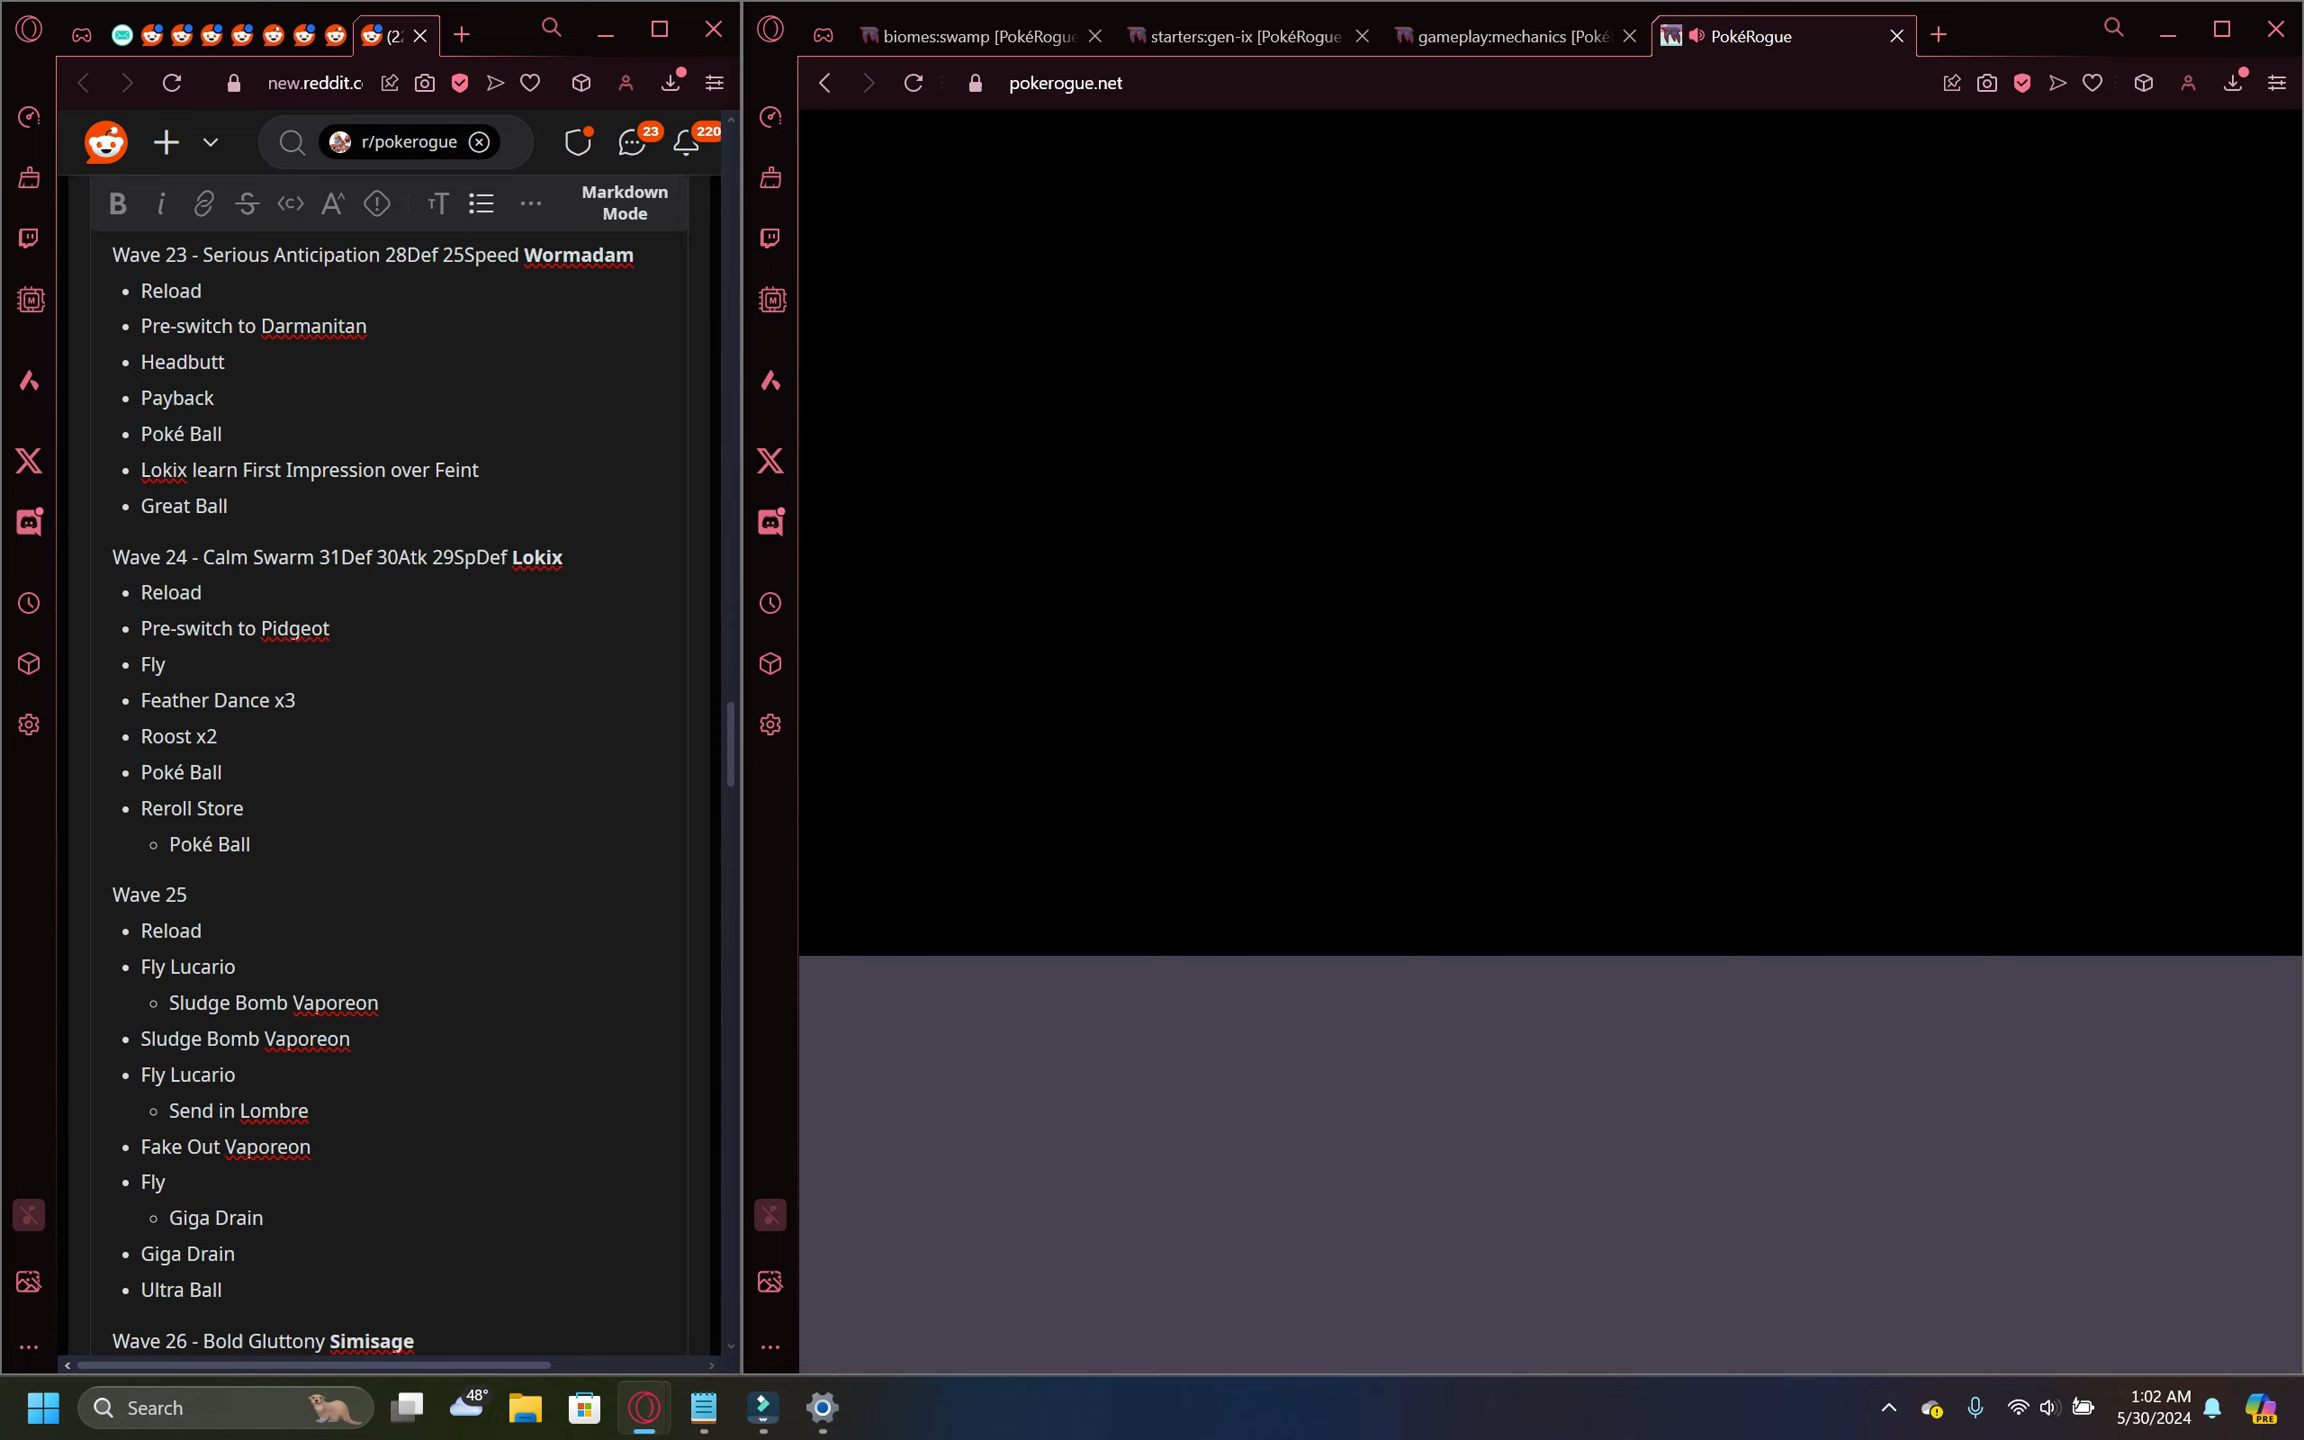 (2
biomes:swamp [PokéRogue
starters:gen-ix [PokéRogue
gameplay:mechanics [Poké
PokéRogue
new.reddit.c
pokerogue.net
r/pokerogue
23
220
Markdown
Mode
Wave 23 - Serious Anticipation 28Def 25Speed Wormadam
• Reload
• Pre-switch to Darmanitan
• Headbutt
• Payback
• Poké Ball
• Lokix learn First Impression over Feint
• Great Ball
Wave 24 - Calm Swarm 31Def 30Atk 29SpDef Lokix
• Reload
• Pre-switch to Pidgeot
• Fly
• Feather Dance x3
• Roost x2
• Poké Ball
• Reroll Store
◦ Poké Ball
Wave 25
• Reload
• Fly Lucario
◦ Sludge Bomb Vaporeon
• Sludge Bomb Vaporeon
• Fly Lucario
◦ Send in Lombre
• Fake Out Vaporeon
• Fly
◦ Giga Drain
• Giga Drain
• Ultra Ball
Wave 26 - Bold Gluttony Simisage
Search
48°
1:02 AM
5/30/2024
PRE